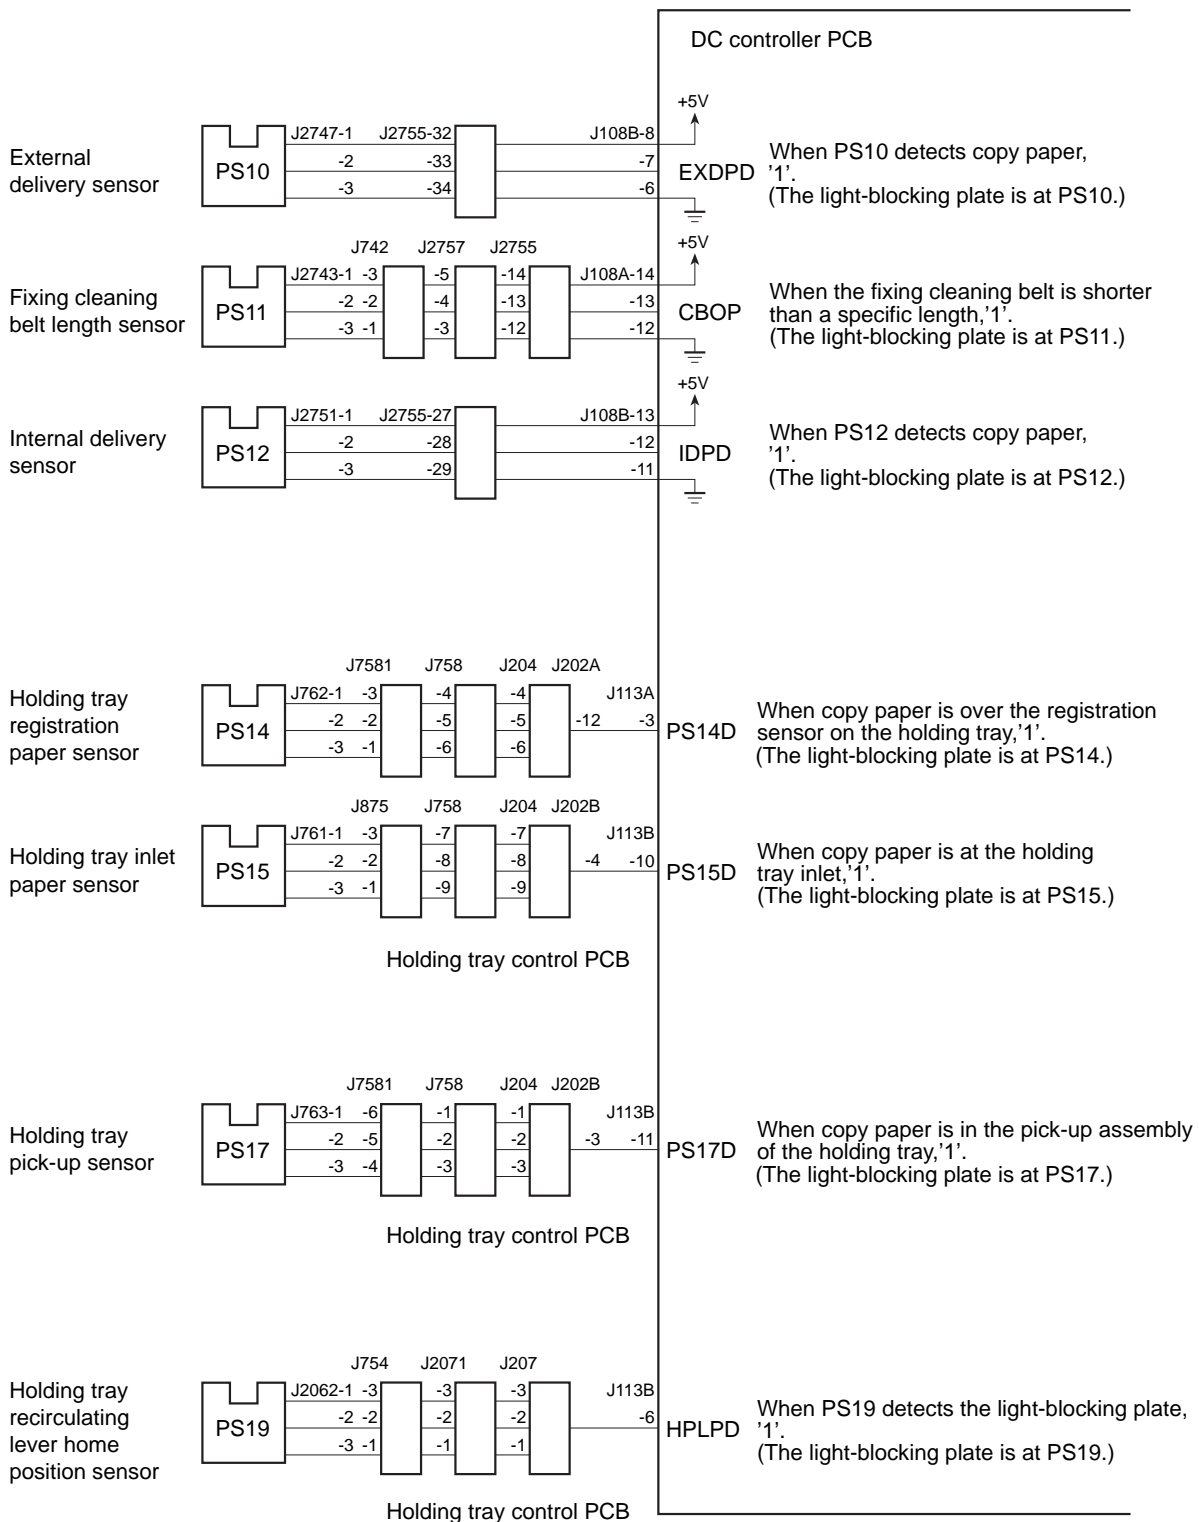 DC controller PCB
+5V
External
delivery sensor
PS10
J2747-1 J2755-32 J108B-8
-2 -33 -7
-3 -34 -6
EXDPD
When PS10 detects copy paper,
’1’.
(The light-blocking plate is at PS10.)
+5V
J742 J2757 J2755
Fixing cleaning
belt length sensor
PS11
J2743-1 -3 -5 -14 J108A-14
-2 -2 -4 -13 -13
-3 -1 -3 -12 -12
CBOP
When the fixing cleaning belt is shorter
than a specific length,’1’.
(The light-blocking plate is at PS11.)
+5V
Internal delivery
sensor
PS12
J2751-1 J2755-27 J108B-13
-2 -28 -12
-3 -29 -11
IDPD
When PS12 detects copy paper,
’1’.
(The light-blocking plate is at PS12.)
J7581 J758 J204 J202A
Holding tray
registration
paper sensor
PS14
J762-1 -3 -4 -4 J113A
-2 -2 -5 -5 -12 -3
-3 -1 -6 -6
PS14D
When copy paper is over the registration
sensor on the holding tray,’1’.
(The light-blocking plate is at PS14.)
J875 J758 J204 J202B
Holding tray inlet
paper sensor
PS15
J761-1 -3 -7 -7 J113B
-2 -2 -8 -8 -4 -10
-3 -1 -9 -9
PS15D
When copy paper is at the holding
tray inlet,’1’.
(The light-blocking plate is at PS15.)
Holding tray control PCB
J7581 J758 J204 J202B
Holding tray
pick-up sensor
PS17
J763-1 -6 -1 -1 J113B
-2 -5 -2 -2 -3 -11
-3 -4 -3 -3
PS17D
When copy paper is in the pick-up assembly
of the holding tray,’1’.
(The light-blocking plate is at PS17.)
Holding tray control PCB
J754 J2071 J207
Holding tray
recirculating
lever home
position sensor
PS19
J2062-1 -3 -3 -3 J113B
-2 -2 -2 -2 -6
-3 -1 -1 -1
HPLPD
When PS19 detects the light-blocking plate,
’1’.
(The light-blocking plate is at PS19.)
Holding tray control PCB